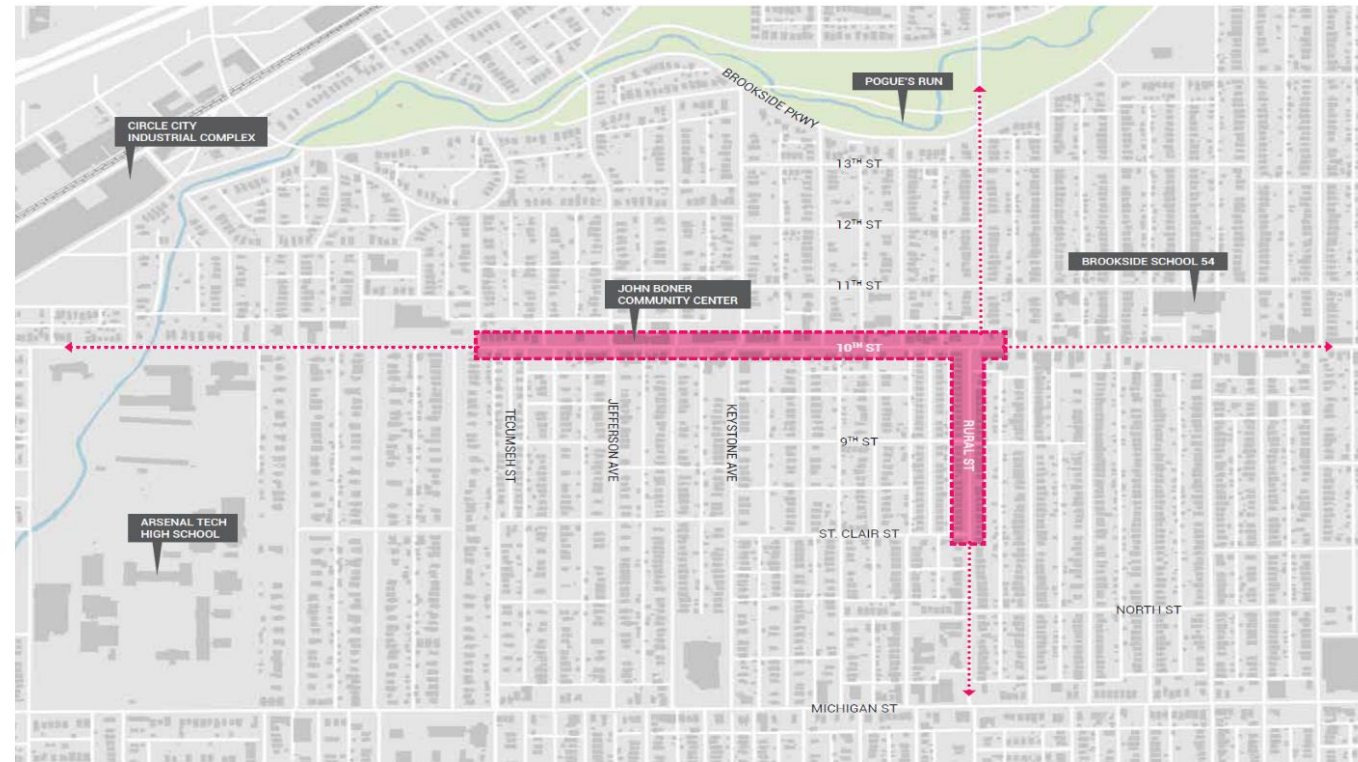 BROOKSIDE PKWY
POGUE'S RUN
CIRCLE CITY
INDUSTRIAL COMPLEX
13TH ST
12TH ST
BROOKSIDE SCHOOL 54
11TH ST
JOHN BONER
COMMUNITY CENTER
10TH ST
TECUMSEH ST
JEFFERSON AVE
KEYSTONE AVE
9TH ST
RURAL ST
ARSENAL TECH
HIGH SCHOOL
ST. CLAIR ST
NORTH ST
MICHIGAN ST